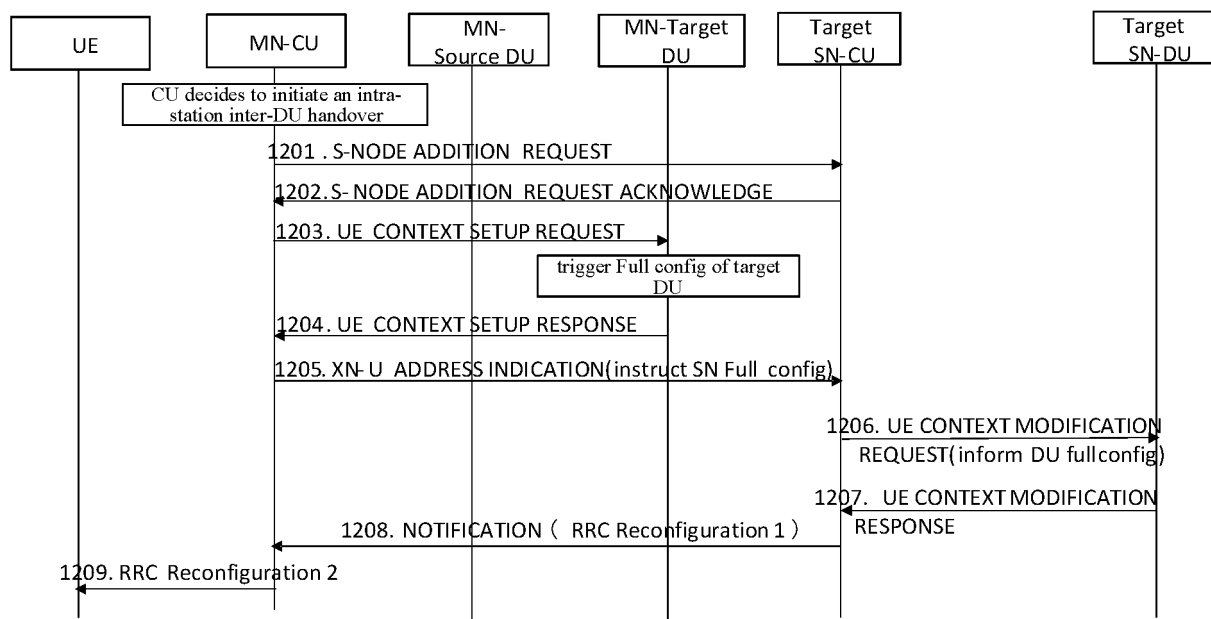 UE
MN-CU
MN-
Source DU
MN-Target
DU
Target
SN-CU
Target
SN-DU
CU decides to initiate an intra-
station inter-DU handover
1201 . S-NODE ADDITION REQUEST
1202. S- NODE ADDITION REQUEST ACKNOWLEDGE
1203. UE CONTEXT SETUP REQUEST
trigger Full config of target
DU
1204. UE CONTEXT SETUP RESPONSE
1205. XN- U ADDRESS INDICATION(instruct SN Full config)
1206. UE CONTEXT MODIFICATION
REQUEST(inform DU fullconfig)
1207. UE CONTEXT MODIFICATION
RESPONSE
1208. NOTIFICATION ( RRC Reconfiguration 1 )
1209. RRC Reconfiguration 2